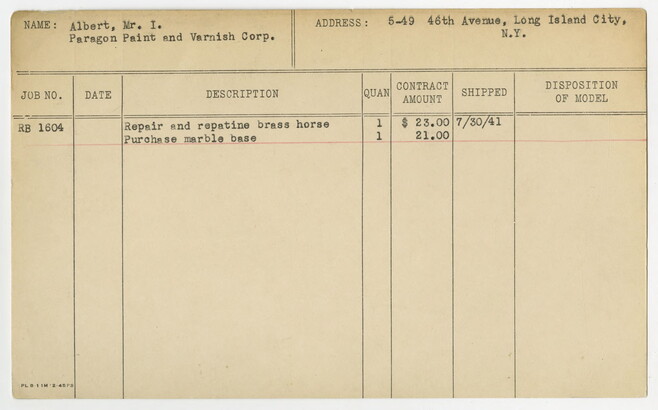 NAME: Albert, Mr. I. ADDRESS: 5-49 46th Avenue, Long Island City,
Paragon Paint and Varnish Corp. N.Y.
JOB NO. DATE DESCRIPTION QUAN CONTRACT AMOUNT SHIPPED DISPOSITION OF MODEL
RB 1604 Repair and repatine brass horse 1 $ 23.00 7/30/41
Purchase marble base 1 21.00